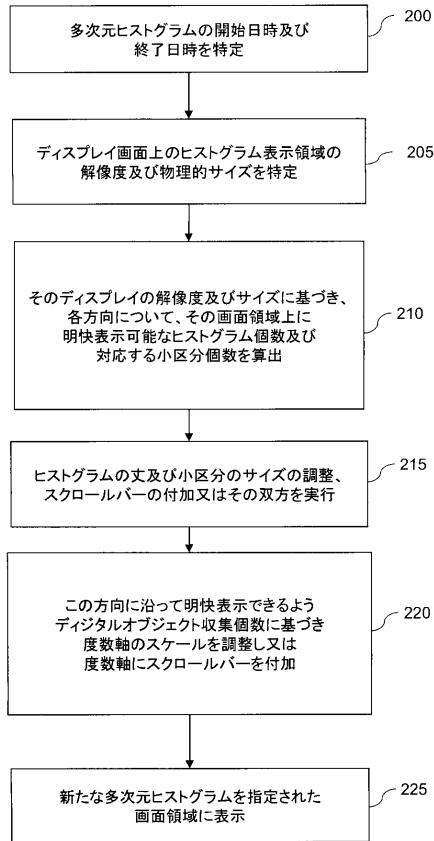 多次元ヒストグラムの開始日時及び
終了日時を特定
200
ディスプレイ画面上のヒストグラム表示領域の
解像度及び物理的サイズを特定
205
そのディスプレイの解像度及びサイズに基づき、
各方向について、その画面領域上に
明快表示可能なヒストグラム個数及び
対応する小区分個数を算出
210
ヒストグラムの丈及び小区分のサイズの調整、
スクロールバーの付加又はその双方を実行
215
この方向に沿って明快表示できるよう
ディジタルオブジェクト収集個数に基づき
度数軸のスケールを調整し又は
度数軸にスクロールバーを付加
220
新たな多次元ヒストグラムを指定された
画面領域に表示
225